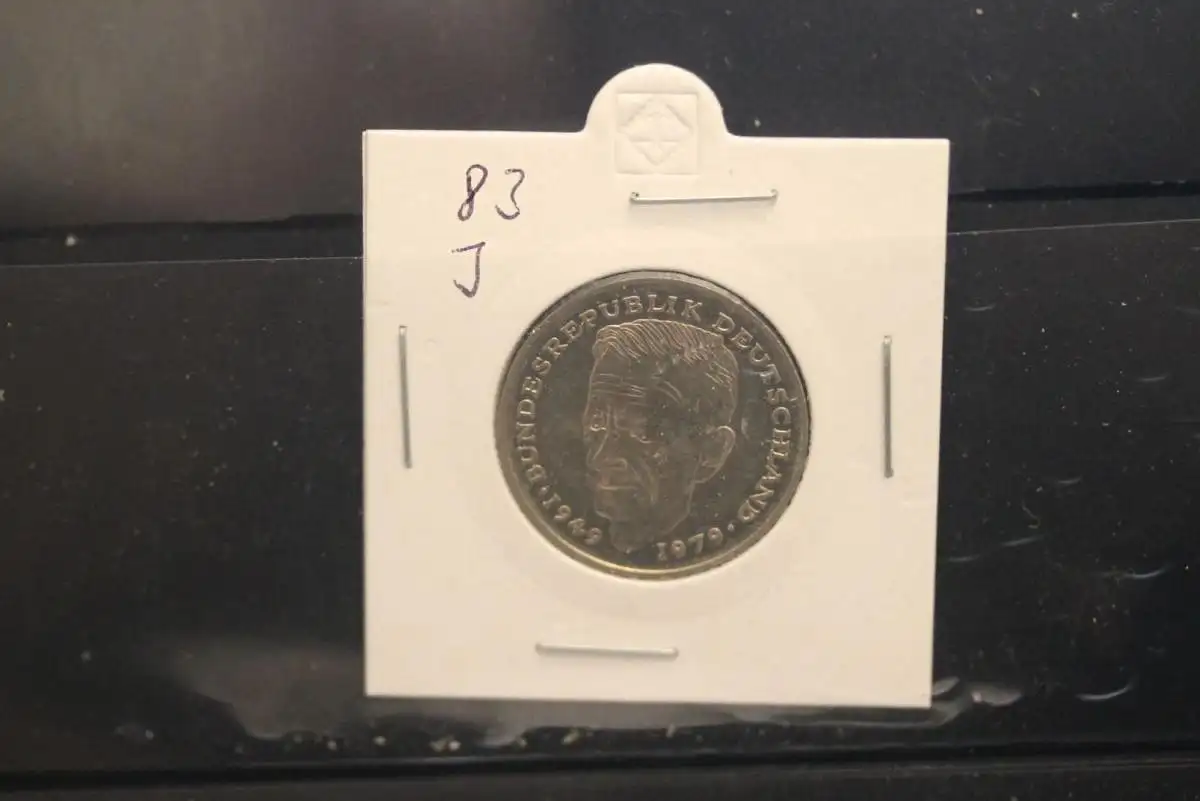 83
J
1949 · BUNDESREPUBLIK DEUTSCHLAND · 1979